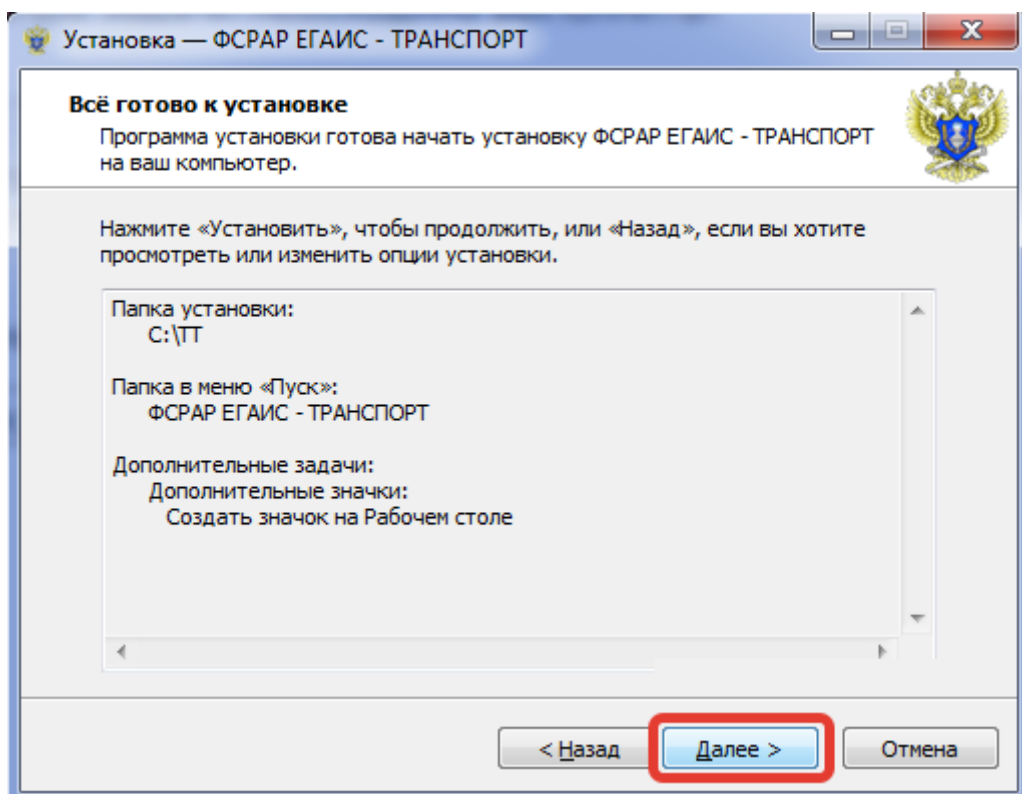 Установка — ФСРАР ЕГАИС - ТРАНСПОРТ
Всё готово к установке
Программа установки готова начать установку ФСРАР ЕГАИС - ТРАНСПОРТ
на ваш компьютер.
Нажмите «Установить», чтобы продолжить, или «Назад», если вы хотите
просмотреть или изменить опции установки.
Папка установки:
C:\TT
Папка в меню «Пуск»:
ФСРАР ЕГАИС - ТРАНСПОРТ
Дополнительные задачи:
Дополнительные значки:
Создать значок на Рабочем столе
< Назад
Далее >
Отмена